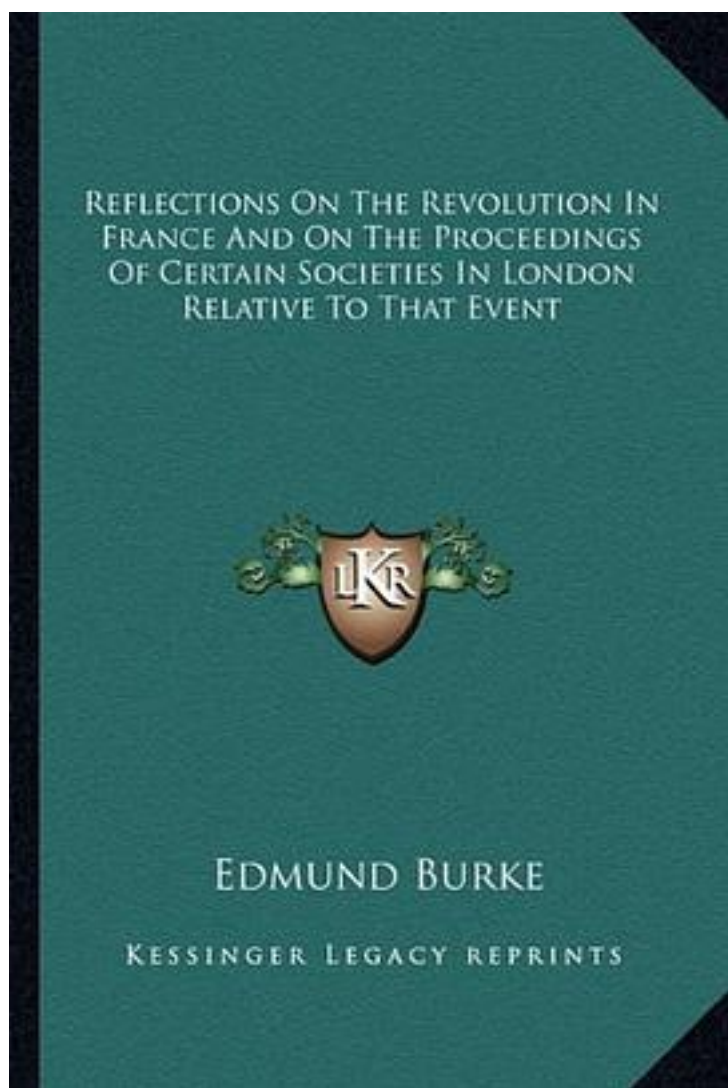 Reflections On The Revolution In
France And On The Proceedings
Of Certain Societies In London
Relative To That Event
LKR
Edmund Burke
Kessinger Legacy reprints